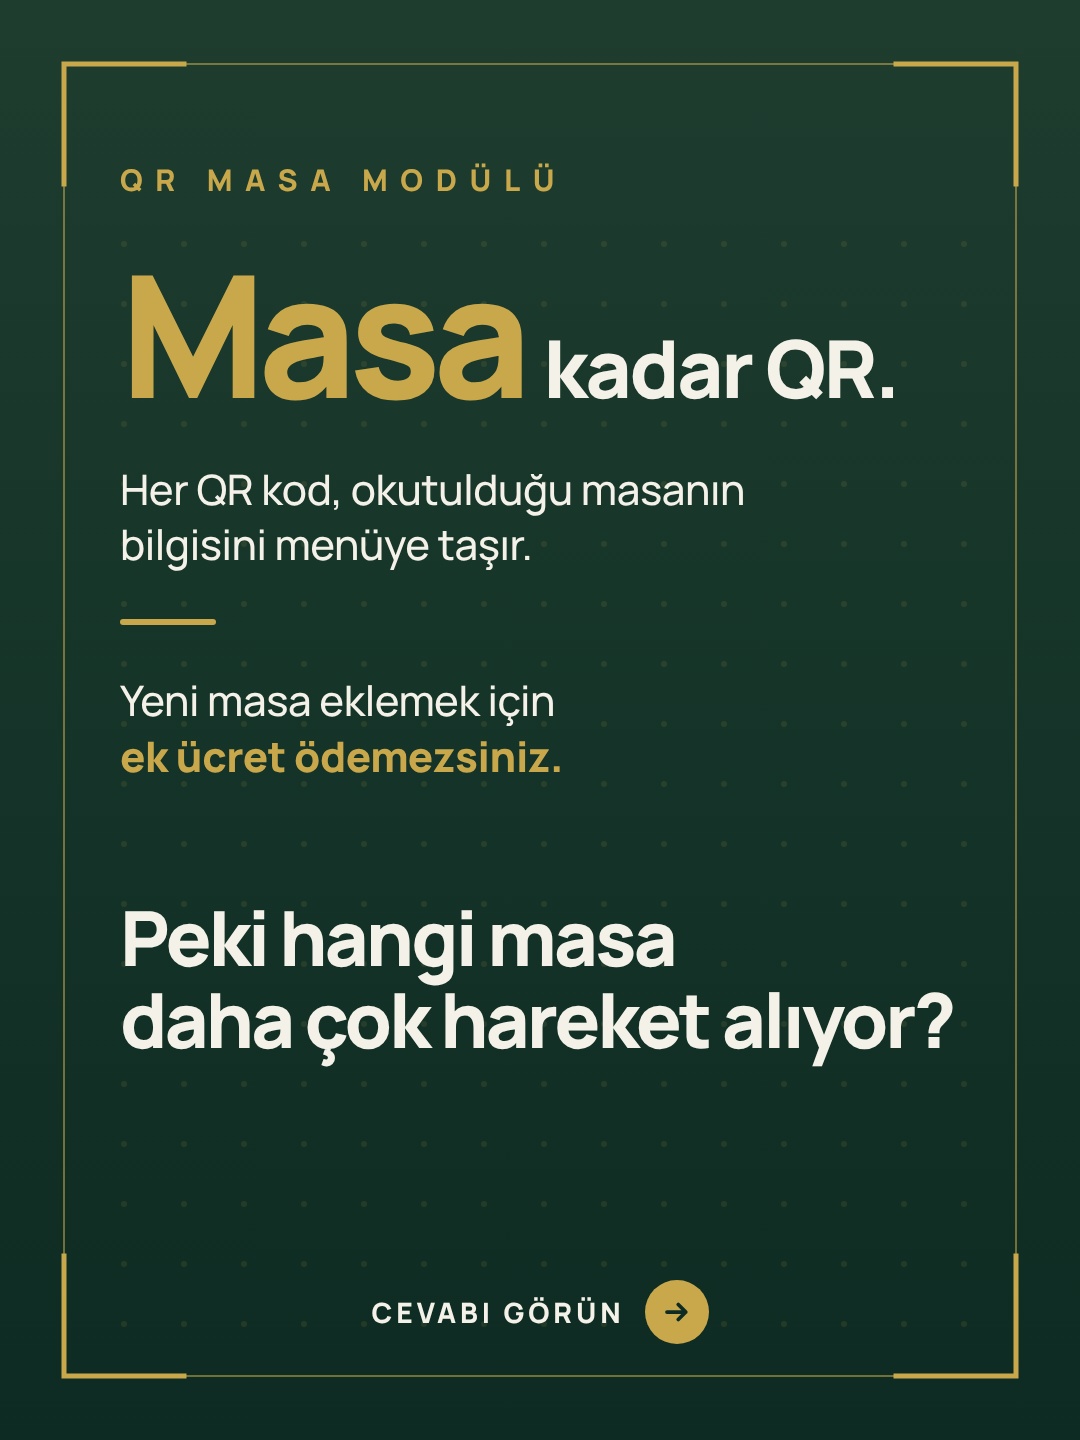 QR MASA MODÜLÜ
Masa kadar QR.
Her QR kod, okutulduğu masanın
bilgisini menüye taşır.
Yeni masa eklemek için
ek ücret ödemezsiniz.
Peki hangi masa
daha çok hareket alıyor?
CEVABI GÖRÜN